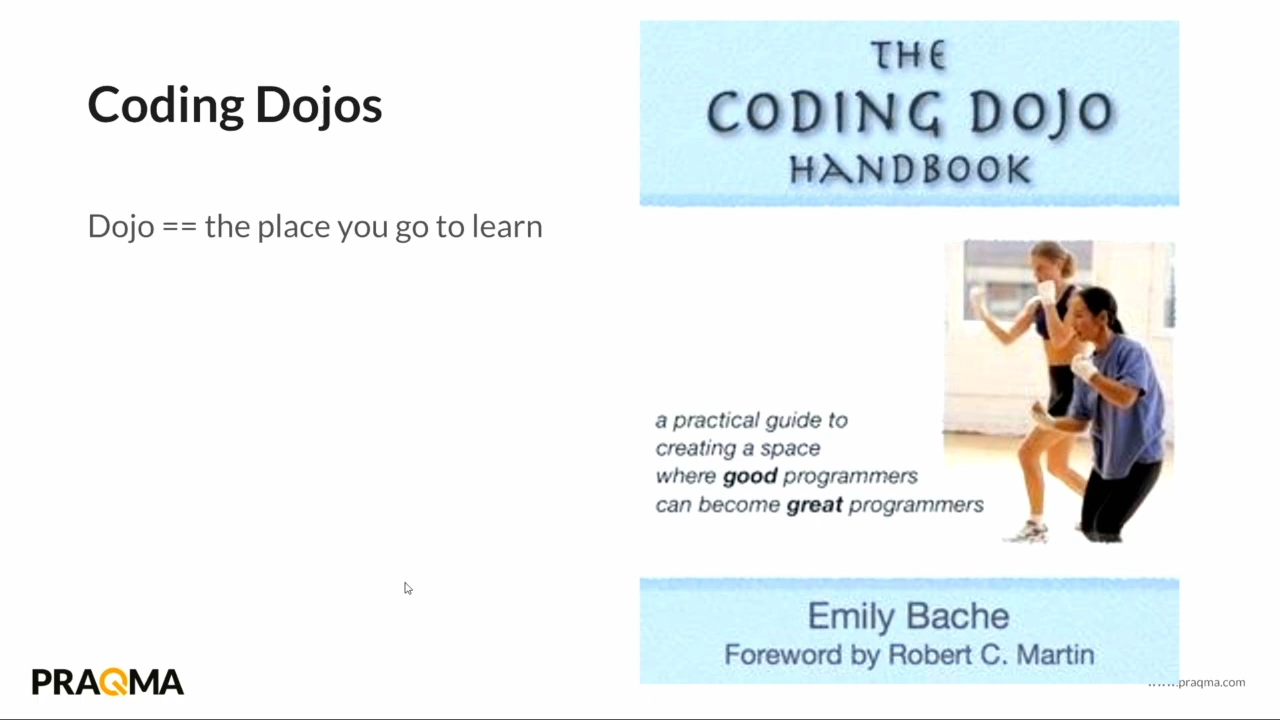 Coding Dojos
Dojo == the place you go to learn
THE
CODING DOJO
HANDBOOK
a practical guide to
creating a space
where good programmers
can become great programmers
Emily Bache
Foreword by Robert C. Martin
PRAQMA
praqma.com